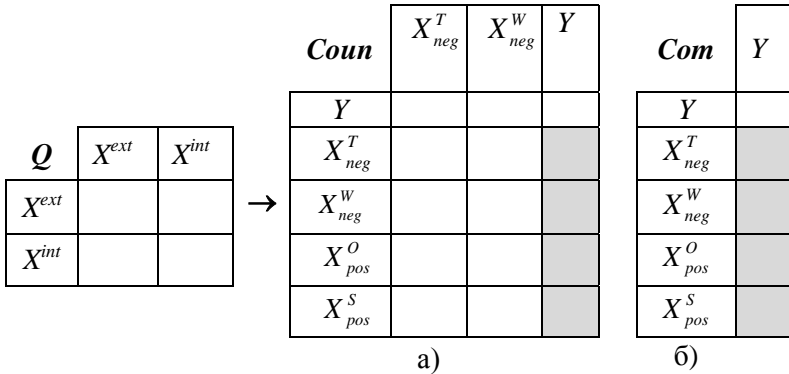 Coun X^T_neg X^W_neg Y
Com Y
Y
Y
Q X^ext X^int
X^T_neg
X^T_neg
X^ext
→
X^W_neg
X^W_neg
X^int
X^O_pos
X^O_pos
X^S_pos
X^S_pos
а)
б)